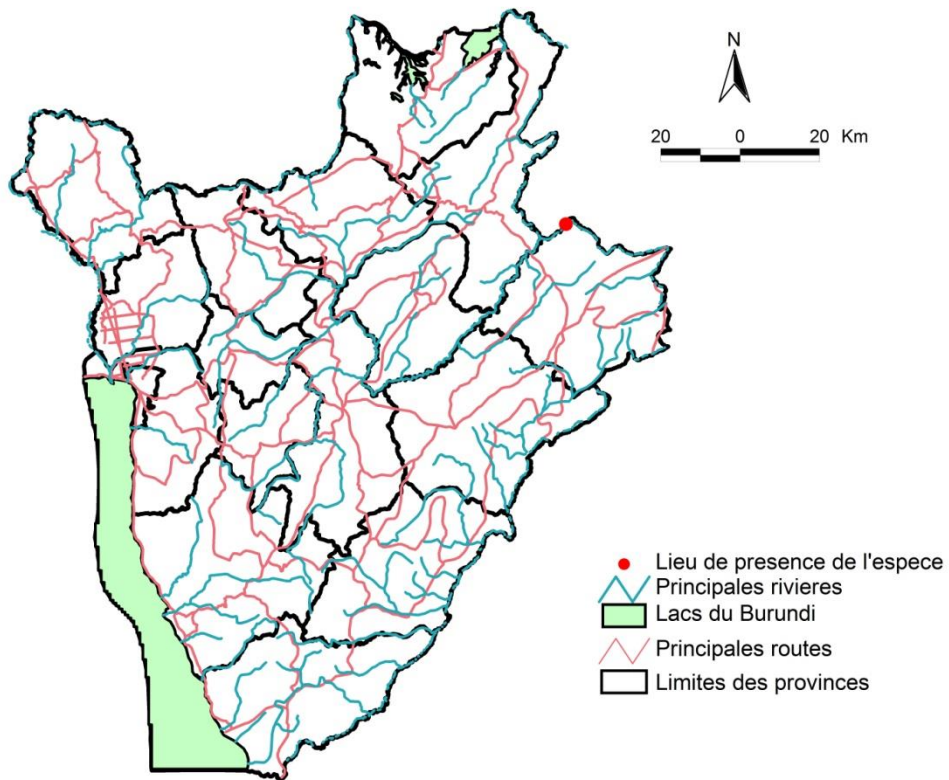 N
20 0 20 Km
Lieu de presence de l'espece
Principales rivieres
Lacs du Burundi
Principales routes
Limites des provinces